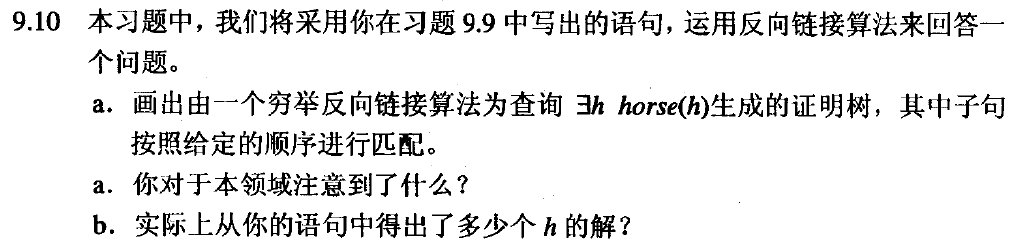 9.10 本习题中，我们将采用你在习题 9.9 中写出的语句，运用反向链接算法来回答一
个问题。
a. 画出由一个穷举反向链接算法为查询 ∃h horse(h)生成的证明树，其中子句
按照给定的顺序进行匹配。
a. 你对于本领域注意到了什么？
b. 实际上从你的语句中得出了多少个 h 的解？